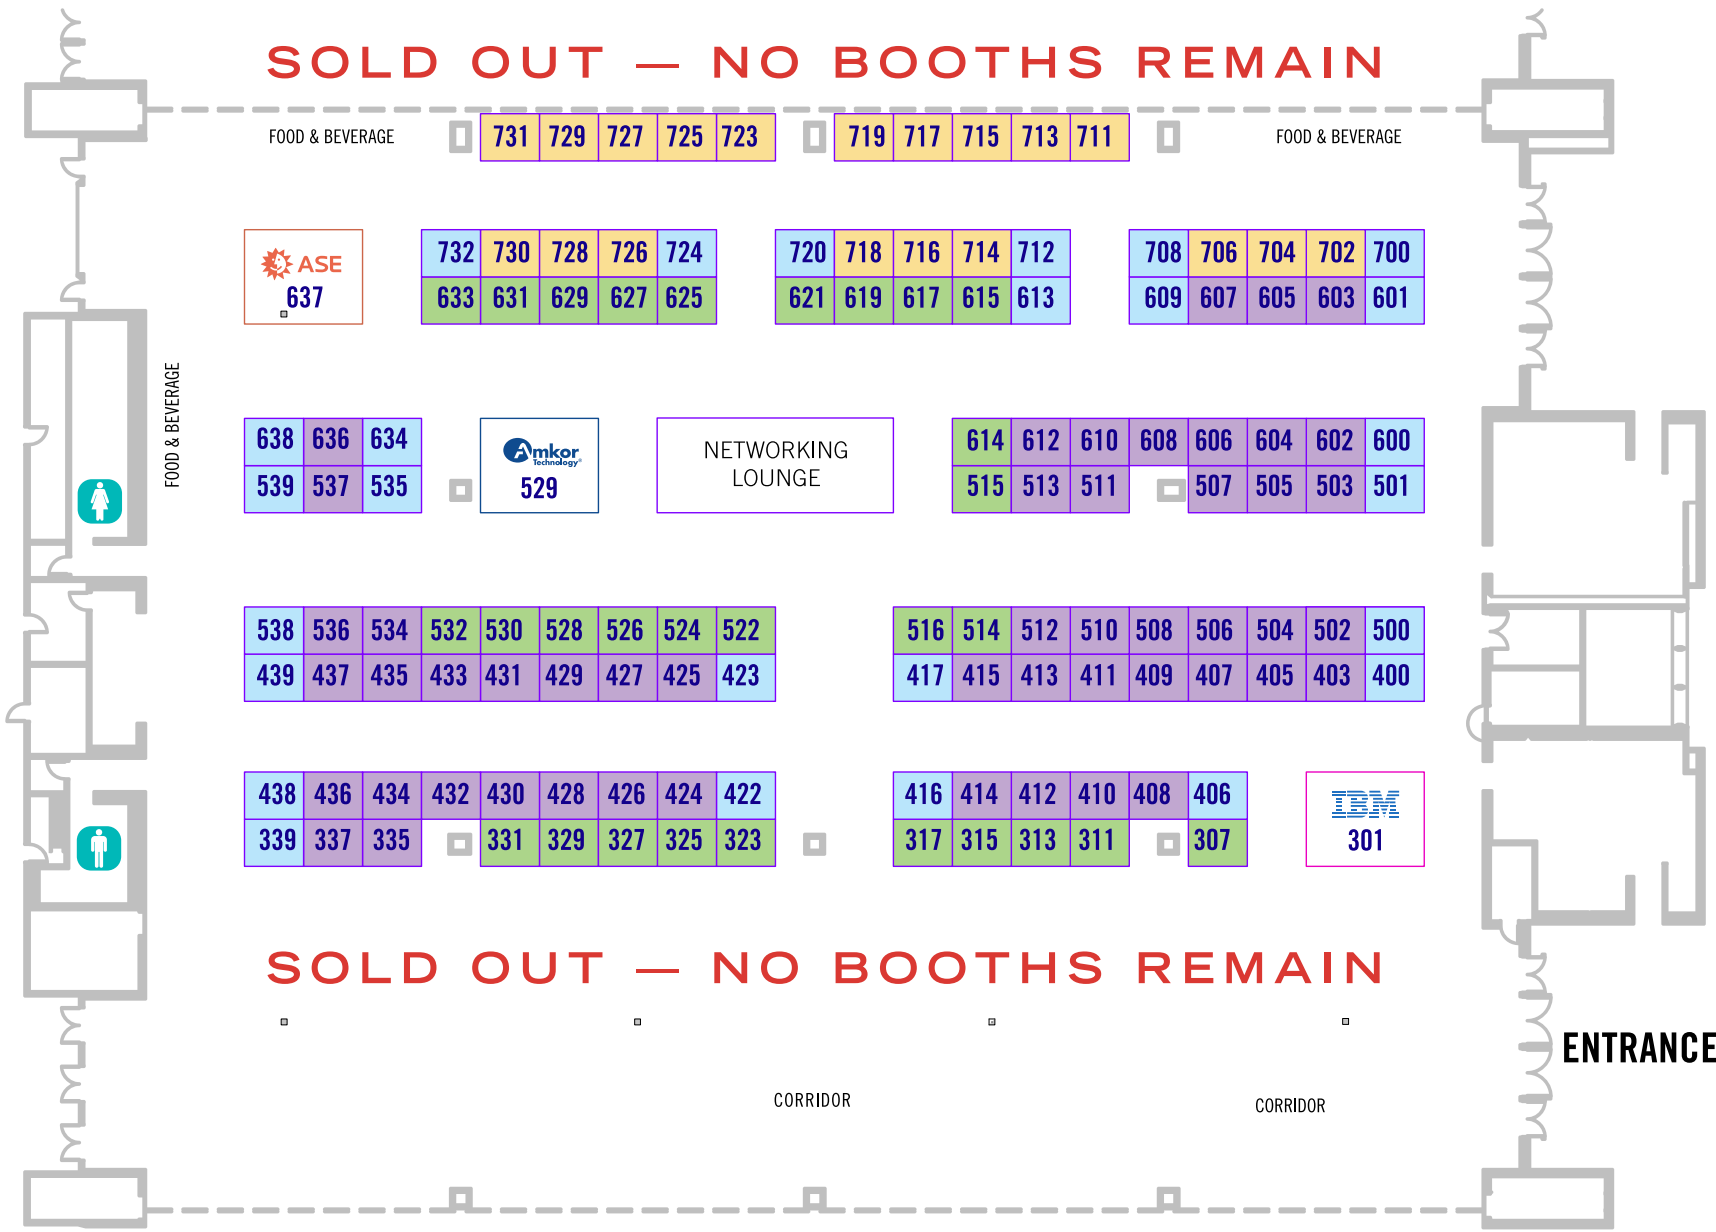 SOLD OUT — NO BOOTHS REMAIN
FOOD & BEVERAGE
731 729 727 725 723
719 717 715 713 711
FOOD & BEVERAGE
ASE
637
732 730 728 726 724
633 631 629 627 625
720 718 716 714 712
621 619 617 615 613
708 706 704 702 700
609 607 605 603 601
FOOD & BEVERAGE
638 636 634
539 537 535
Amkor
Technology®
529
NETWORKING
LOUNGE
614 612 610 608 606 604 602 600
515 513 511 507 505 503 501
538 536 534 532 530 528 526 524 522
439 437 435 433 431 429 427 425 423
516 514 512 510 508 506 504 502 500
417 415 413 411 409 407 405 403 400
438 436 434 432 430 428 426 424 422
339 337 335 331 329 327 325 323
416 414 412 410 408 406
317 315 313 311 307
IBM
301
SOLD OUT — NO BOOTHS REMAIN
ENTRANCE
CORRIDOR
CORRIDOR